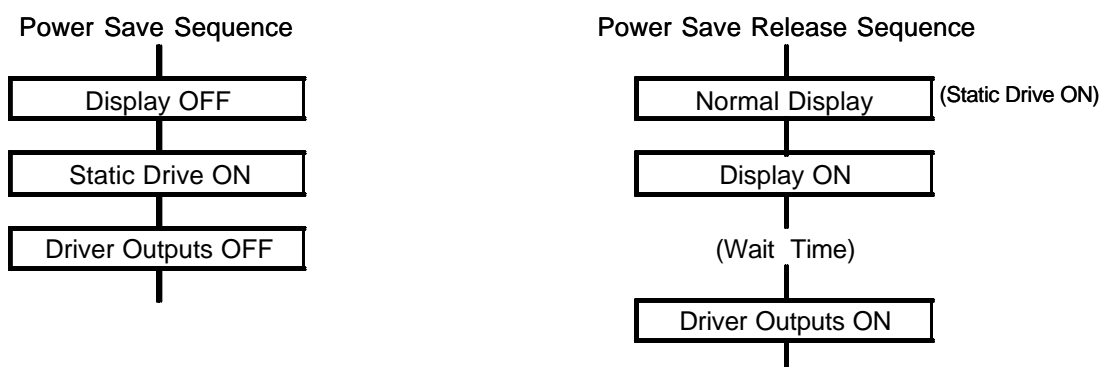 Power Save Sequence
Display OFF
Static Drive ON
Driver Outputs OFF
Power Save Release Sequence
Normal Display
(Static Drive ON)
Display ON
(Wait Time)
Driver Outputs ON